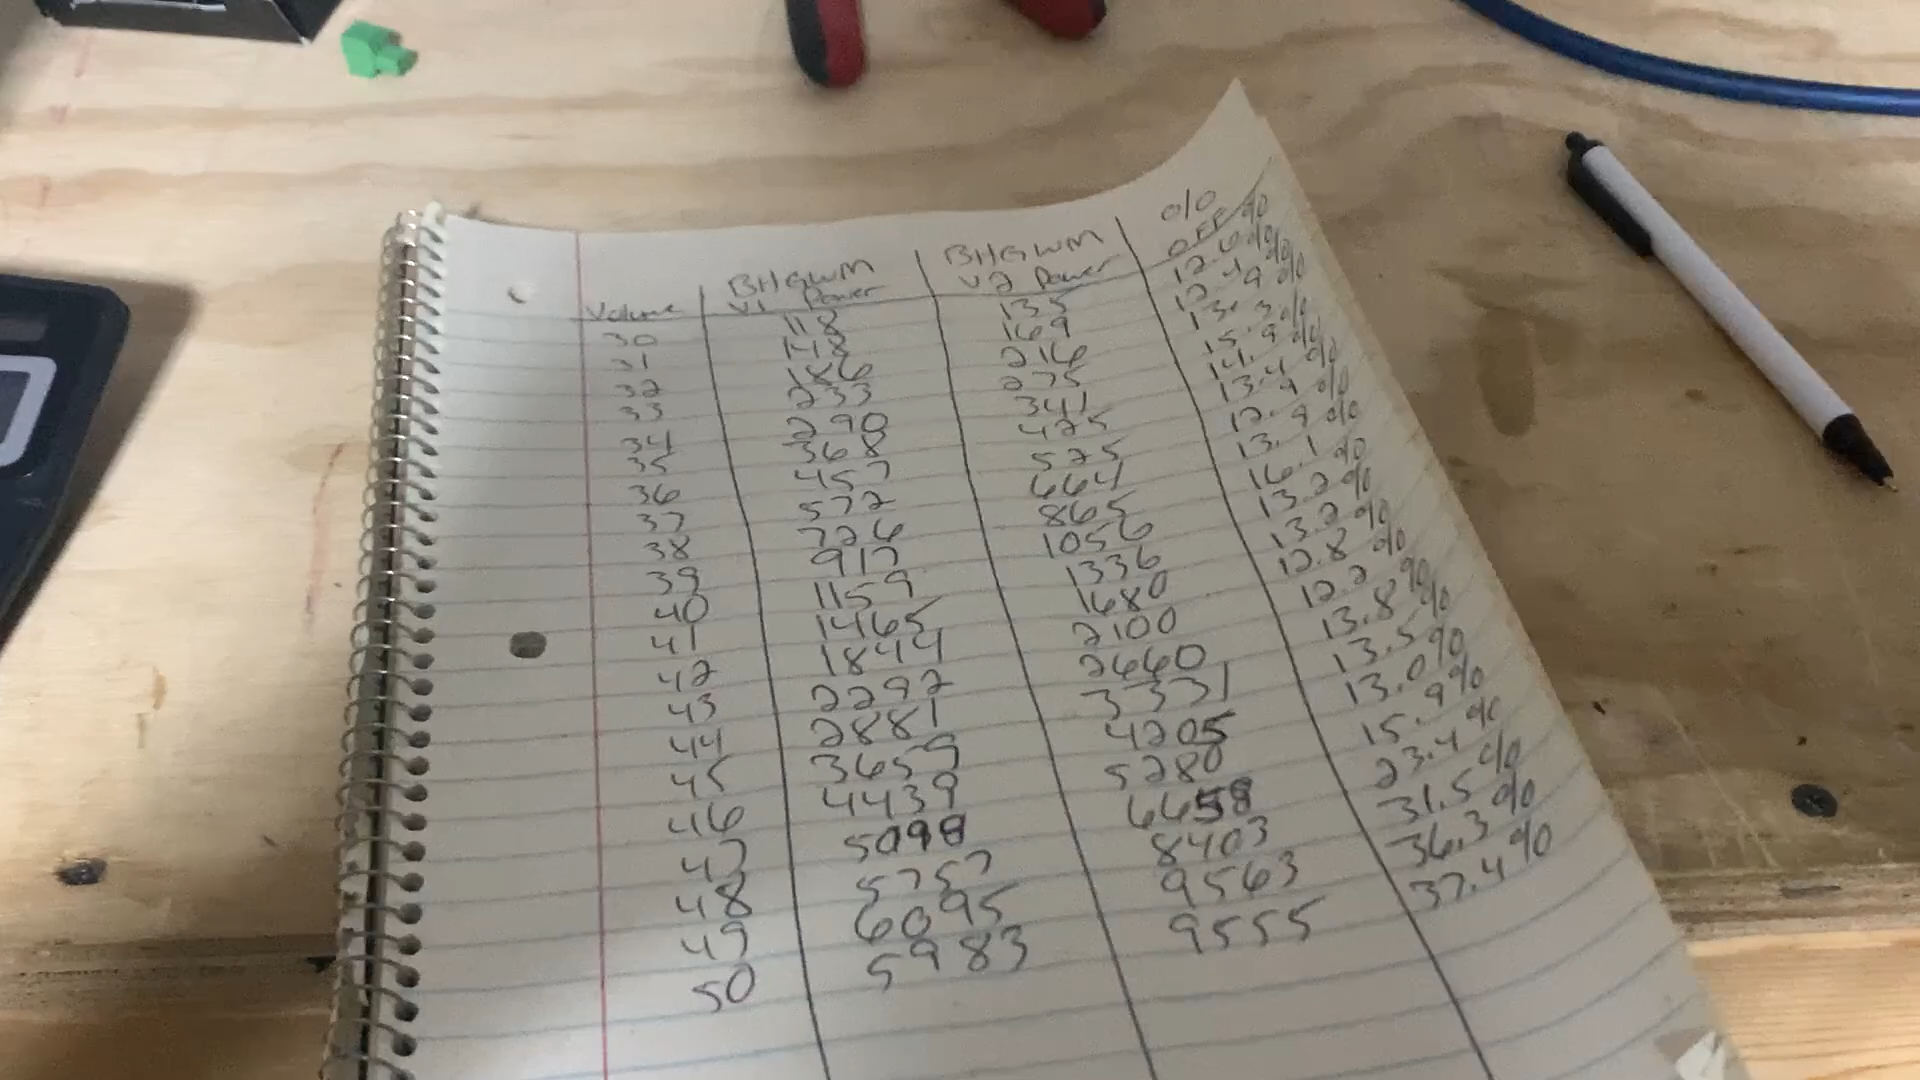 Volume BHGWM V1 Power BHGWM V2 Power % OFF
30 118 135 12.6%
31 148 169 12.4%
32 186 216 13.9%
33 233 275 15.3%
34 290 341 14.9%
35 368 425 13.4%
36 457 525 12.9%
37 572 664 13.9%
38 726 865 16.1%
39 917 1056 13.2%
40 1159 1336 13.2%
41 1465 1680 12.8%
42 1844 2100 12.2%
43 2292 2660 13.8%
44 2881 3331 13.5%
45 3659 4205 13.0%
46 4439 5280 15.9%
47 5098 6658 23.4%
48 5757 8403 31.5%
49 6095 9563 36.3%
50 5983 9555 37.4%